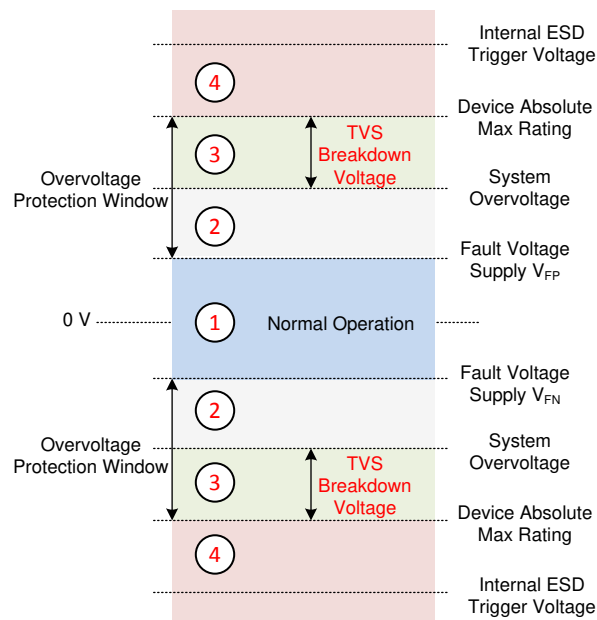 Internal ESD
Trigger Voltage
4
Device Absolute
Max Rating
TVS
Breakdown
Voltage
3
Overvoltage
Protection Window
System
Overvoltage
2
Fault Voltage
Supply VFP
0 V
1
Normal Operation
Fault Voltage
Supply VFN
2
System
Overvoltage
Overvoltage
Protection Window
TVS
Breakdown
Voltage
3
Device Absolute
Max Rating
4
Internal ESD
Trigger Voltage